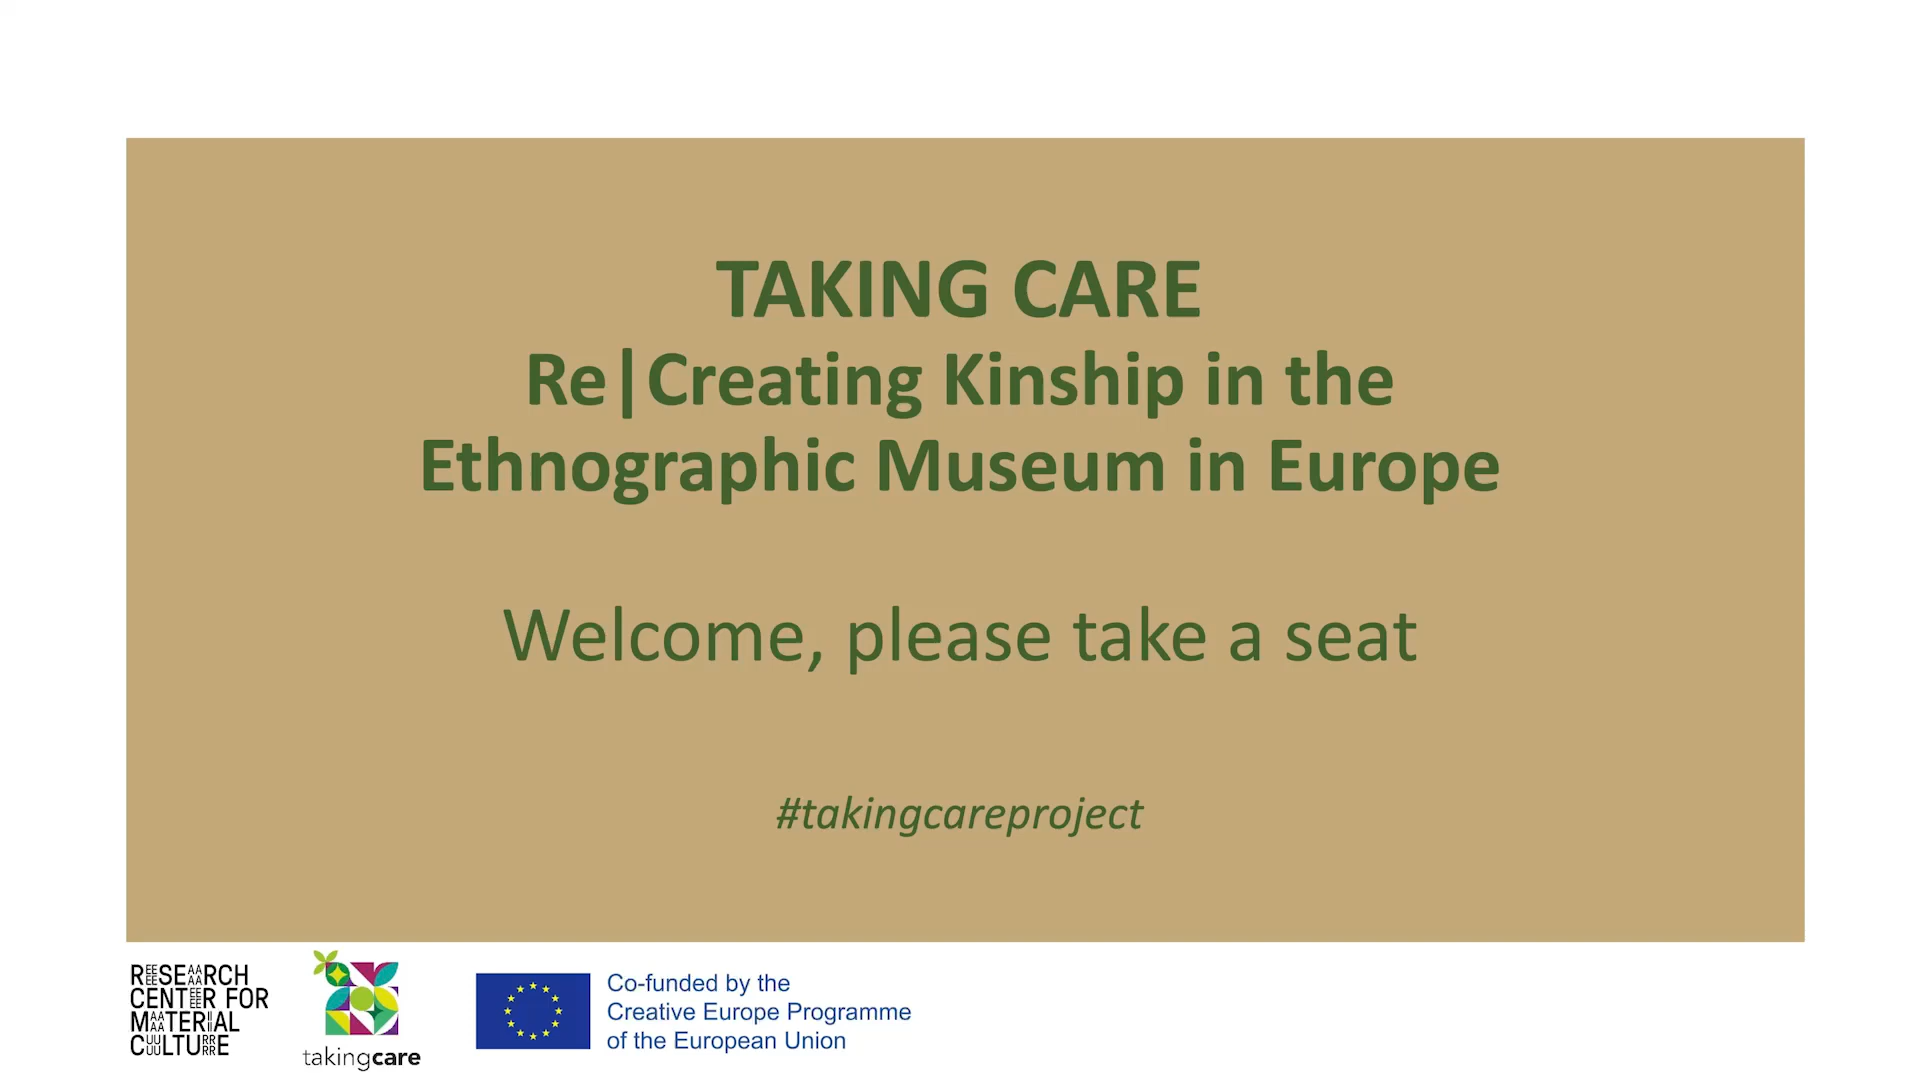 TAKING CARE
Re|Creating Kinship in the
Ethnographic Museum in Europe
Welcome, please take a seat
#takingcareproject
RESEARCH
CENTER FOR
MATERIAL
CULTURE
takingcare
Co-funded by the
Creative Europe Programme
of the European Union